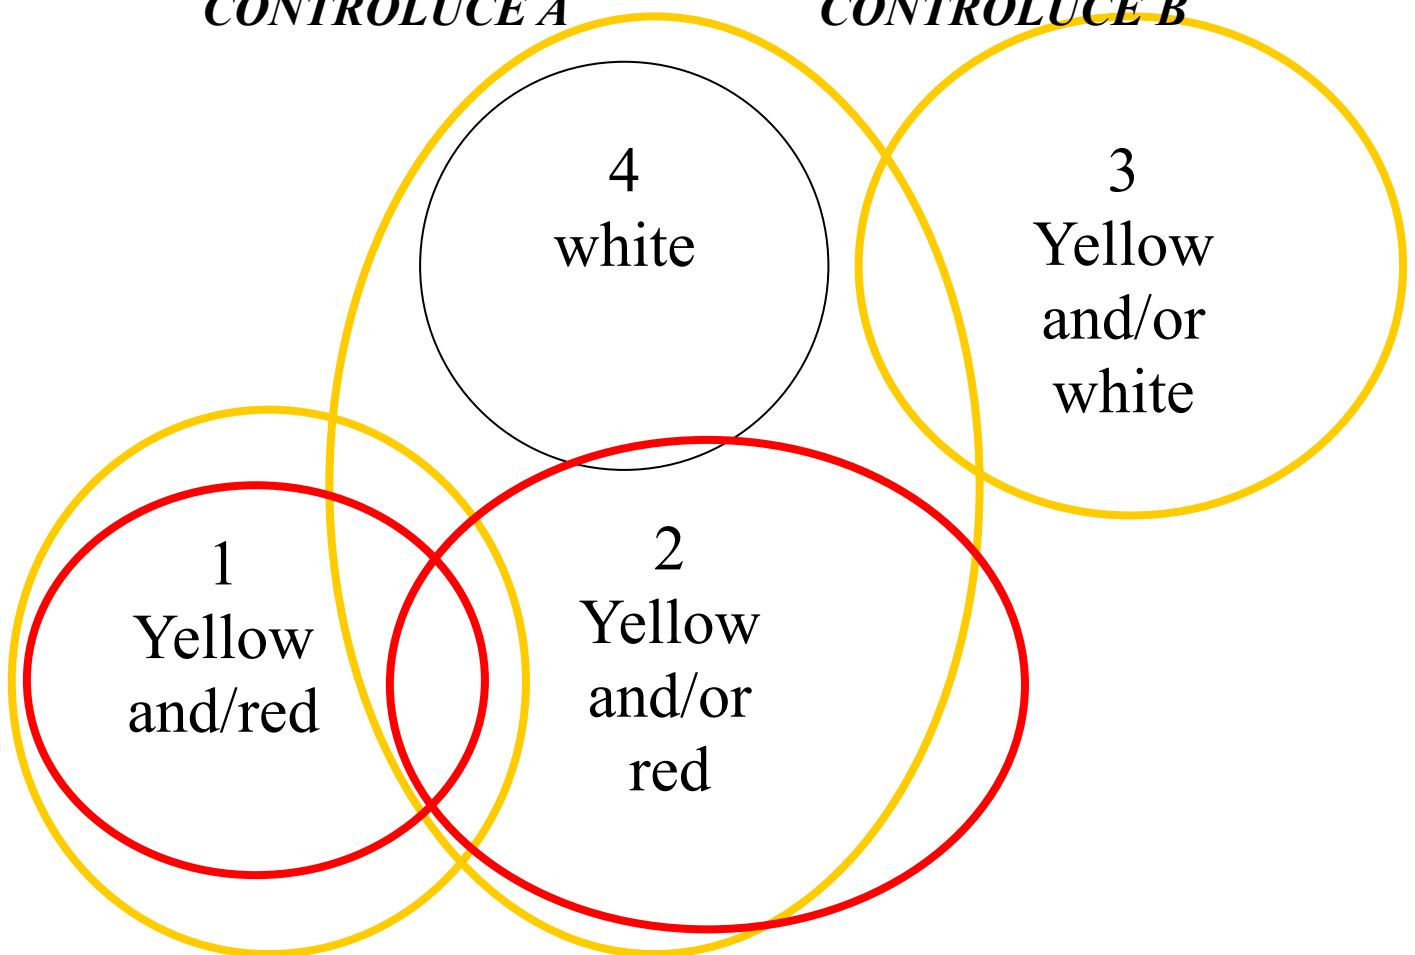 CONTROLUCE A
CONTROLUCE B
4
white
3
Yellow
and/or
white
1
Yellow
and/red
2
Yellow
and/or
red